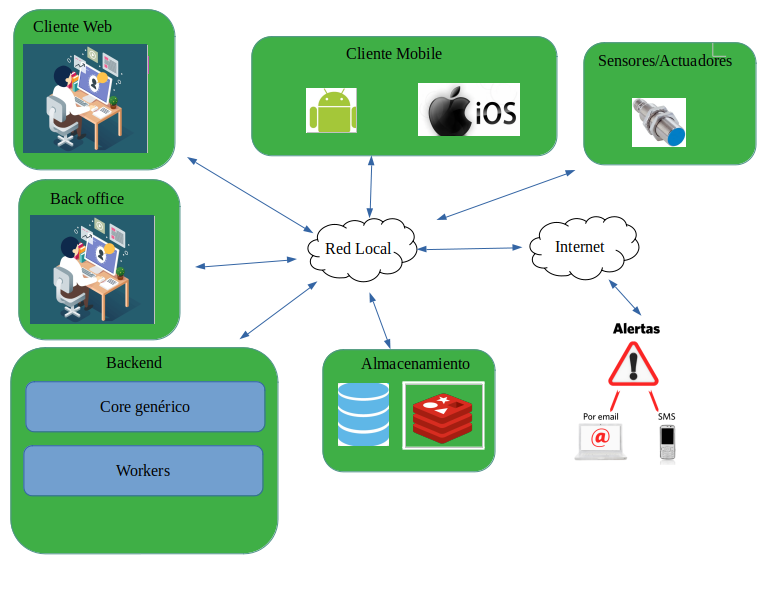 Cliente Web
Cliente Mobile
iOS
Sensores/Actuadores
Back office
Red Local
Internet
Alertas
Por email
SMS
@
Backend
Core genérico
Workers
Almacenamiento